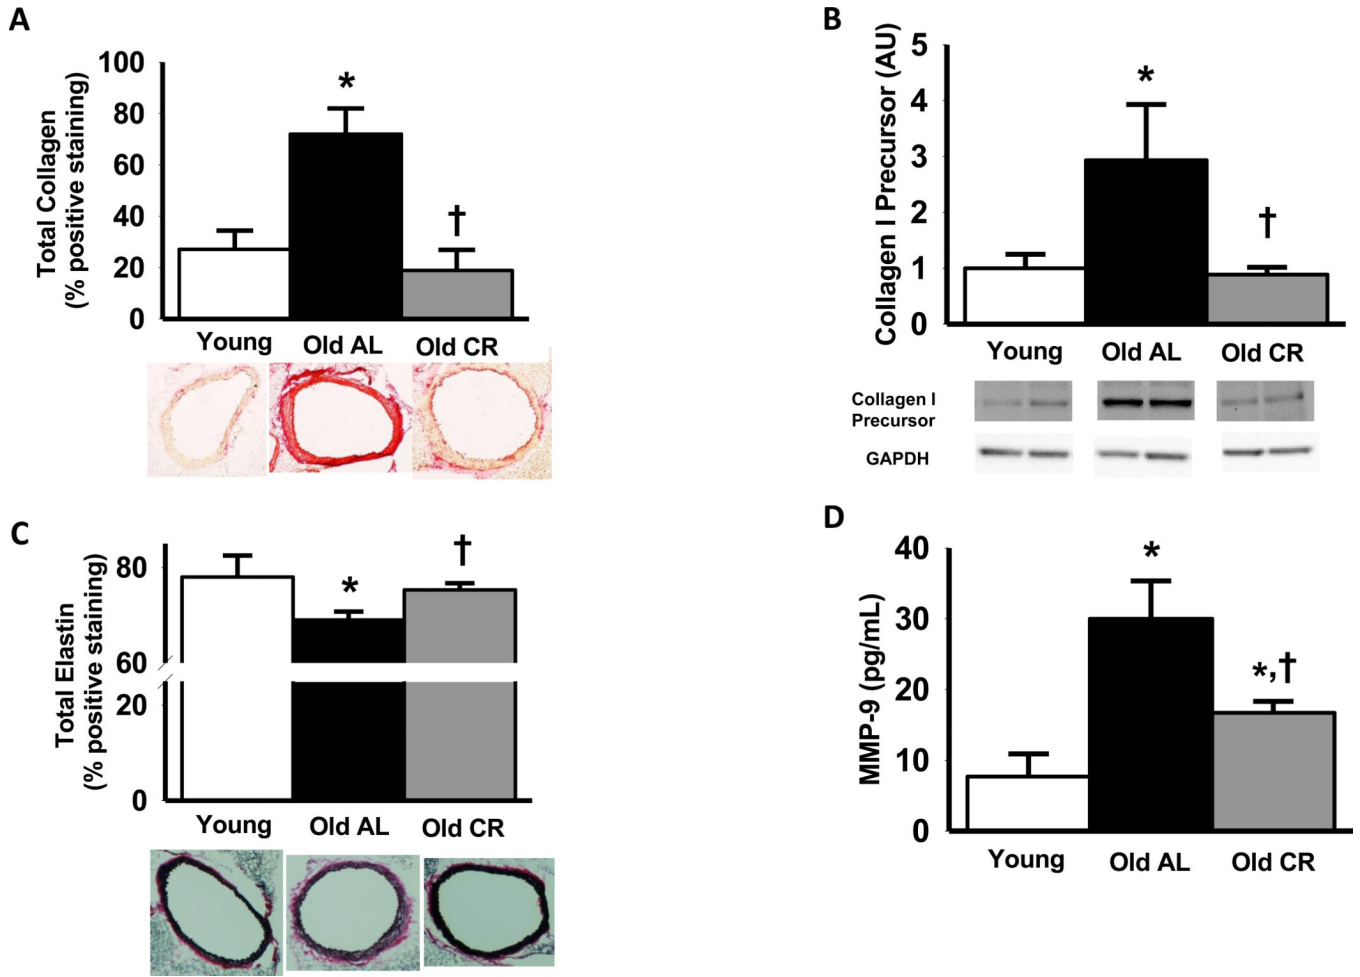 A
Total Collagen
(% positive staining)
100
80
60
40
20
0
*
†
Young Old AL Old CR
B
Collagen I Precursor (AU)
5
4
3
2
1
0
*
†
Young Old AL Old CR
Collagen I
Precursor
GAPDH
C
Total Elastin
(% positive staining)
80
60
20
0
*
†
Young Old AL Old CR
D
MMP-9 (pg/mL)
40
30
20
10
0
*
*,†
Young Old AL Old CR